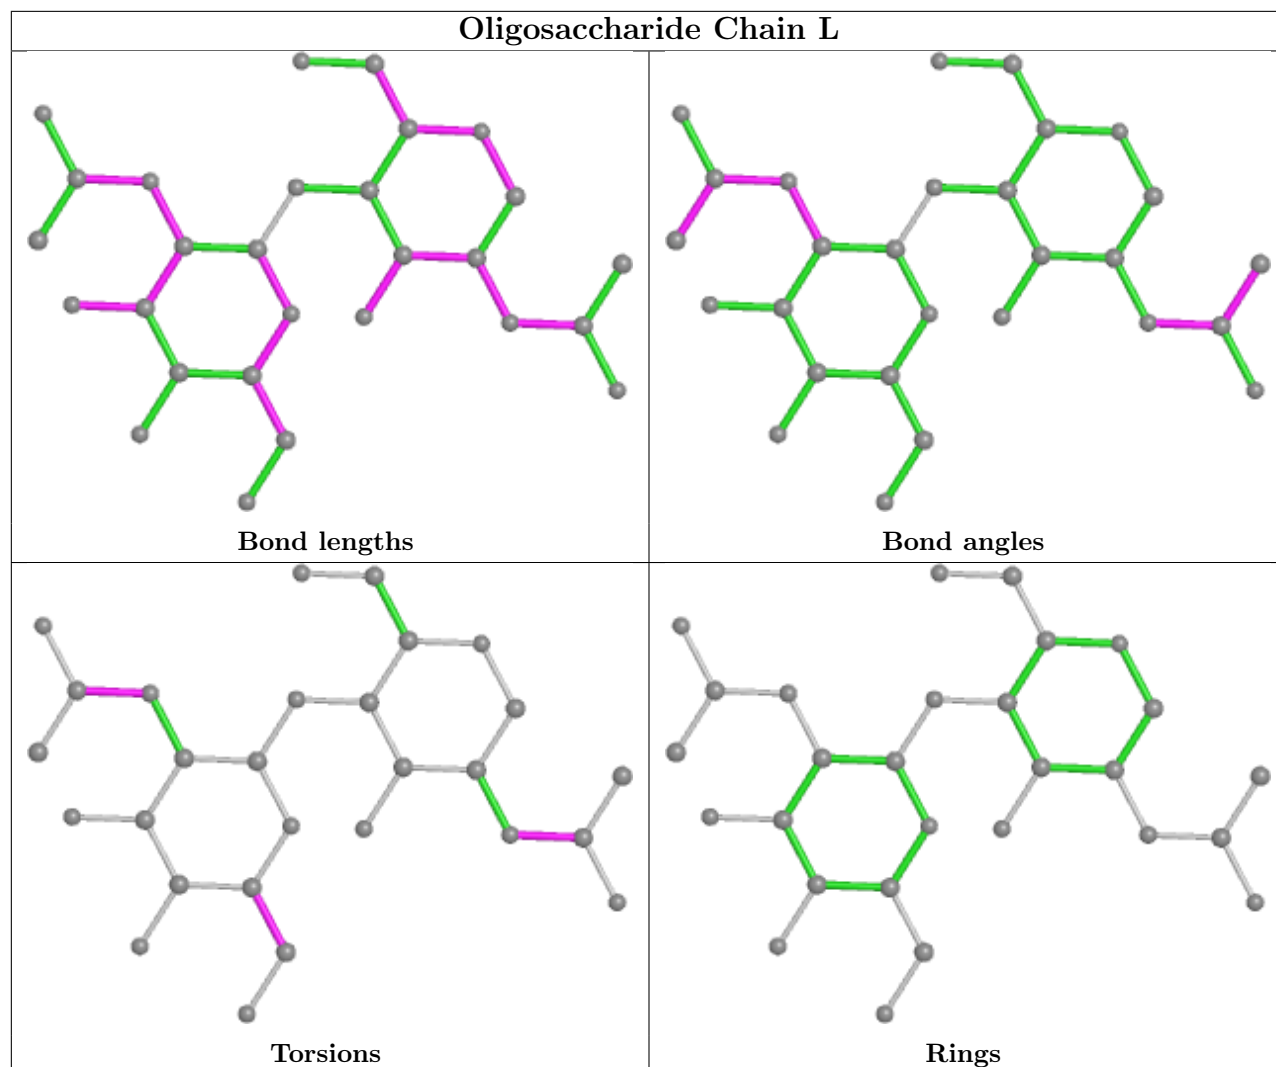 Oligosaccharide Chain L
Bond lengths
Bond angles
Torsions
Rings